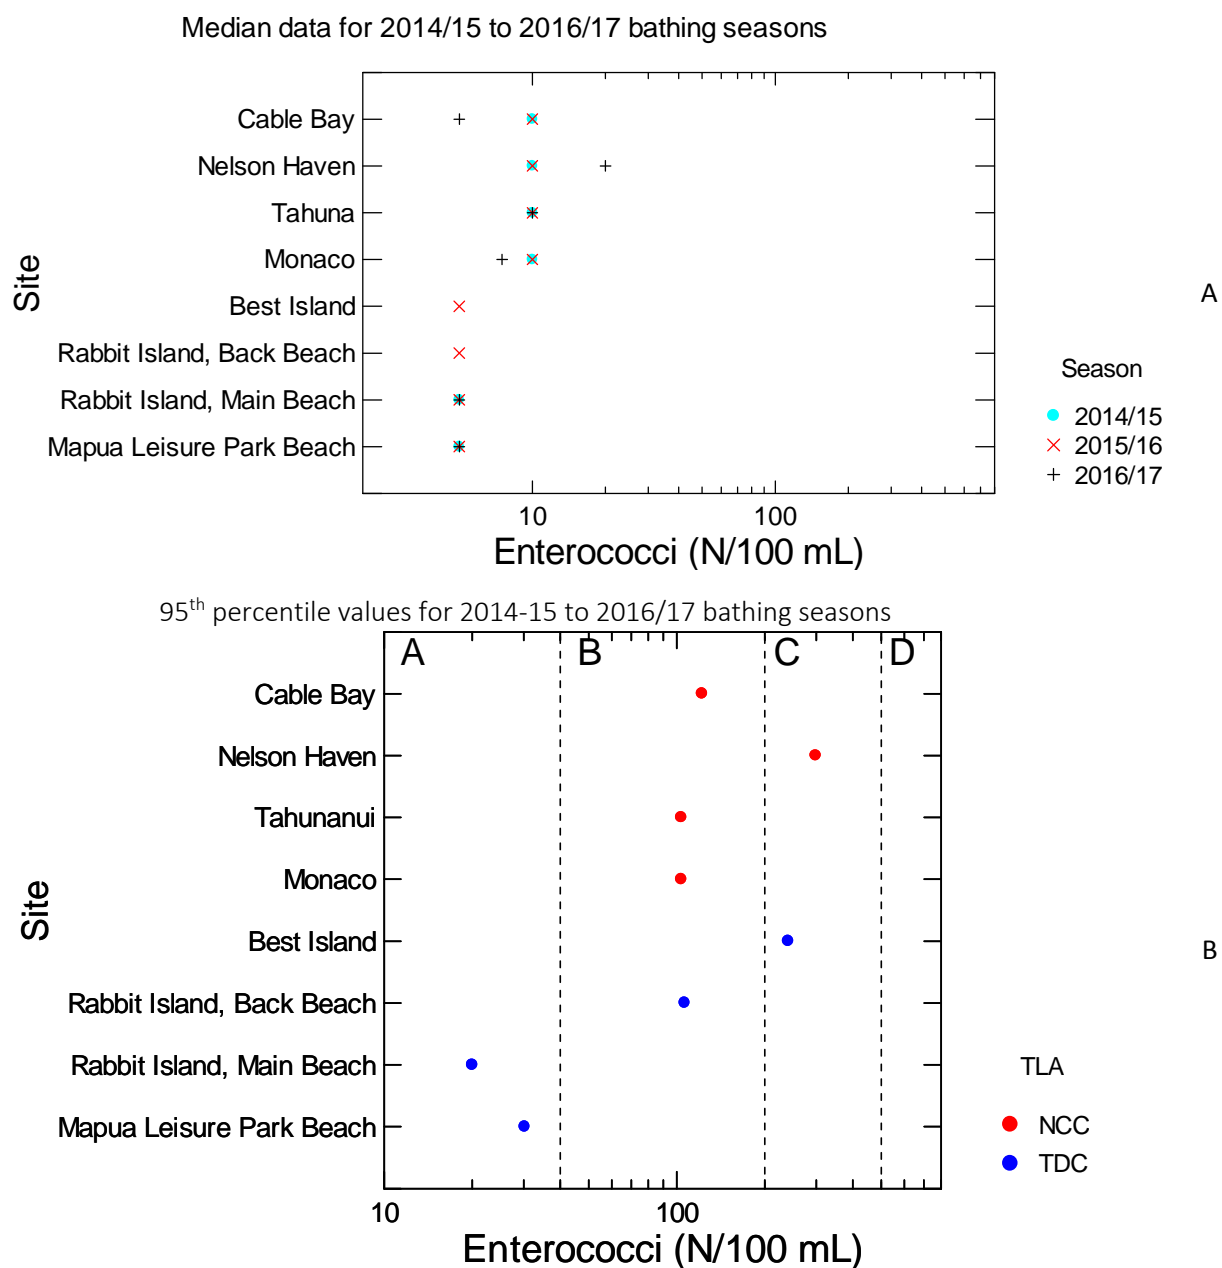 Median data for 2014/15 to 2016/17 bathing seasons
Cable Bay
Nelson Haven
Tahuna
Monaco
Best Island
Rabbit Island, Back Beach
Rabbit Island, Main Beach
Mapua Leisure Park Beach
Site
A
Season
2014/15
2015/16
2016/17
10 100
Enterococci (N/100 mL)
95th percentile values for 2014-15 to 2016/17 bathing seasons
A B C D
Cable Bay
Nelson Haven
Tahunanui
Monaco
Best Island
Rabbit Island, Back Beach
Rabbit Island, Main Beach
Mapua Leisure Park Beach
Site
B
TLA
NCC
TDC
10 100
Enterococci (N/100 mL)